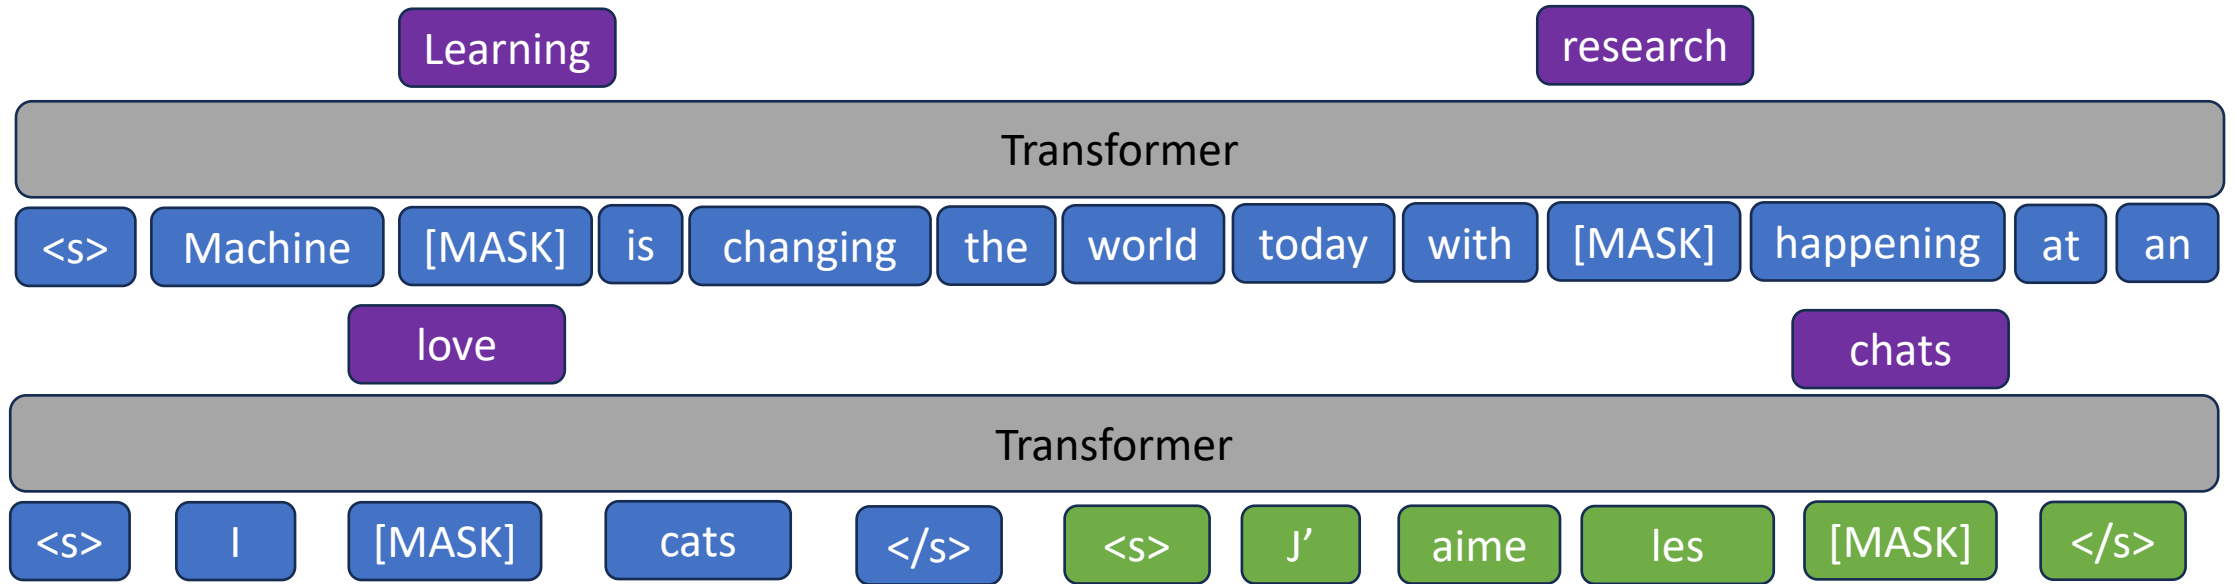 Learning research
Transformer
<s> Machine [MASK] is changing the world today with [MASK] happening at an
love chats
Transformer
<s> I [MASK] cats </s> <s> J’ aime les [MASK] </s>